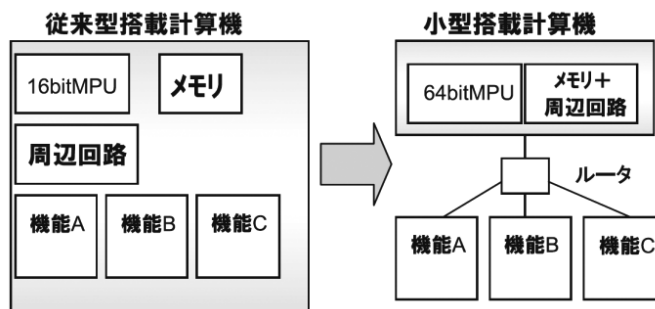 従来型搭載計算機
16bitMPU
メモリ
周辺回路
機能A
機能B
機能C
小型搭載計算機
64bitMPU
メモリ＋
周辺回路
ルータ
機能A
機能B
機能C